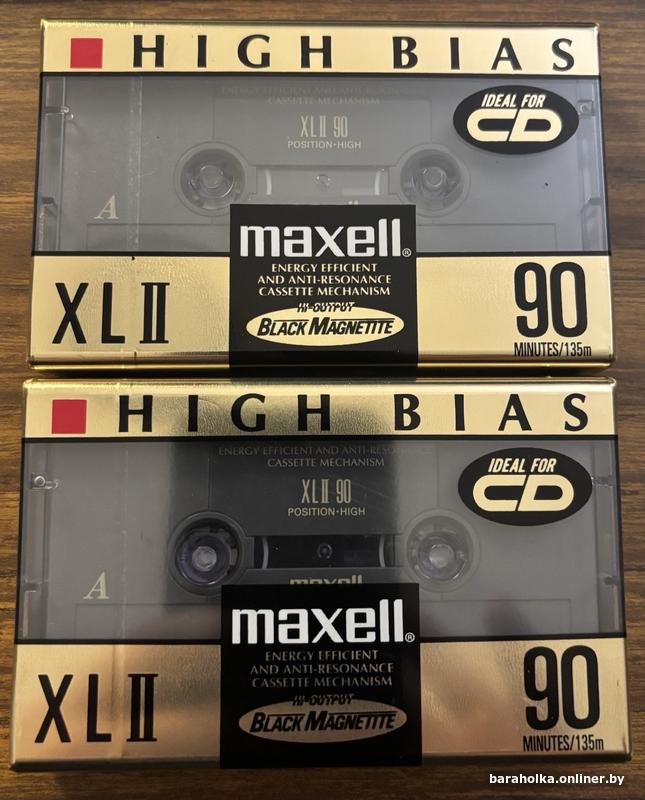 HIGH BIAS
ENERGY EFFICIENT AND ANTI-RESONANCE
CASSETTE MECHANISM
IDEAL FOR
CD
XLII 90
POSITION·HIGH
A
maxell®
ENERGY EFFICIENT
AND ANTI-RESONANCE
CASSETTE MECHANISM
HI-OUTPUT
BLACK MAGNETITE
XLII
90
MINUTES/135m
HIGH BIAS
ENERGY EFFICIENT AND ANTI-RESONANCE
CASSETTE MECHANISM
IDEAL FOR
CD
XLII 90
POSITION·HIGH
A
maxell
maxell®
ENERGY EFFICIENT
AND ANTI-RESONANCE
CASSETTE MECHANISM
HI-OUTPUT
BLACK MAGNETITE
XLII
90
MINUTES/135m
baraholka.onliner.by